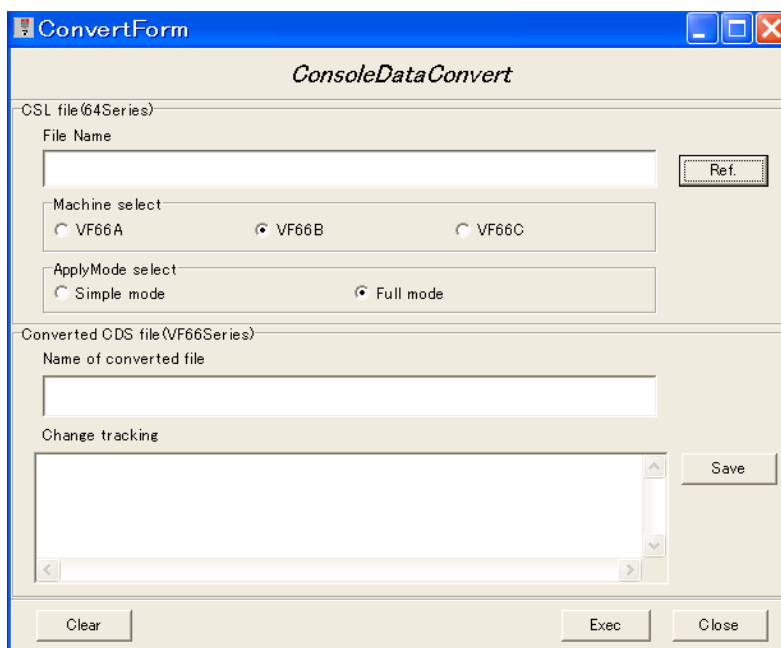 ConvertForm
ConsoleDataConvert
CSL file(64Series)
File Name
Ref.
Machine select
VF66A VF66B VF66C
ApplyMode select
Simple mode Full mode
Converted CDS file(VF66Series)
Name of converted file
Change tracking
Save
Clear Exec Close